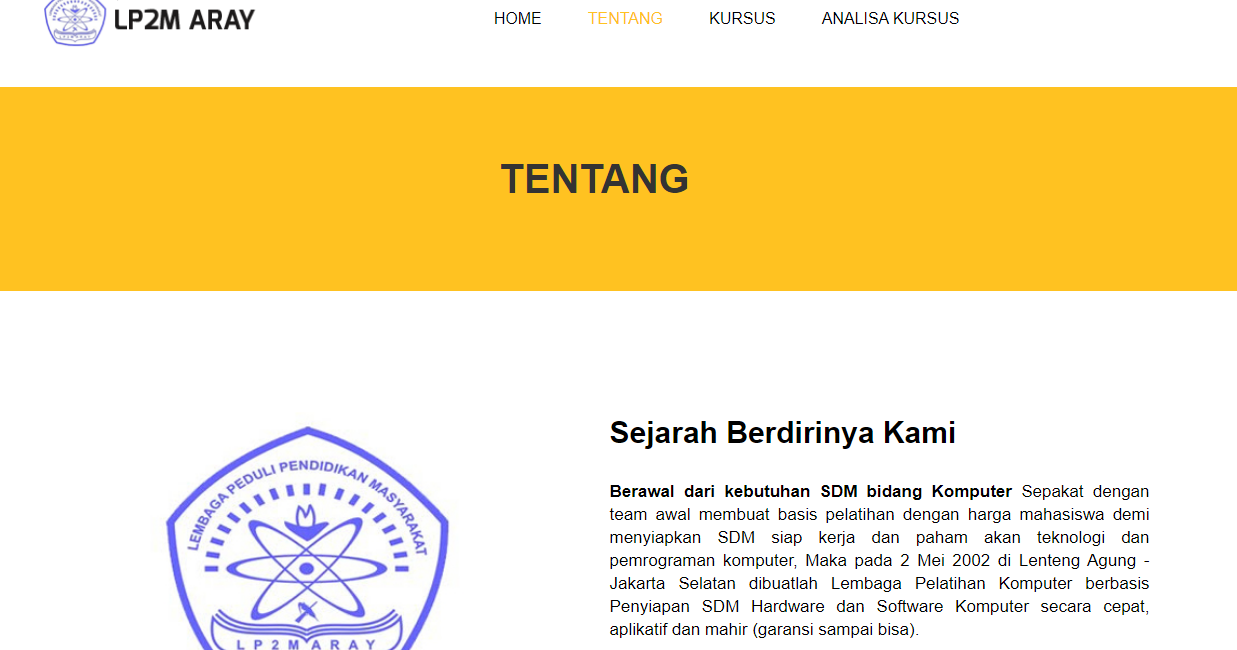 LP2M ARAY
HOME TENTANG KURSUS ANALISA KURSUS
TENTANG
LEMBAGA PEDULI PENDIDIKAN MASYARAKAT
LP2M ARAY
Sejarah Berdirinya Kami
Berawal dari kebutuhan SDM bidang Komputer Sepakat dengan
team awal membuat basis pelatihan dengan harga mahasiswa demi
menyiapkan SDM siap kerja dan paham akan teknologi dan
pemrograman komputer, Maka pada 2 Mei 2002 di Lenteng Agung -
Jakarta Selatan dibuatlah Lembaga Pelatihan Komputer berbasis
Penyiapan SDM Hardware dan Software Komputer secara cepat,
aplikatif dan mahir (garansi sampai bisa).